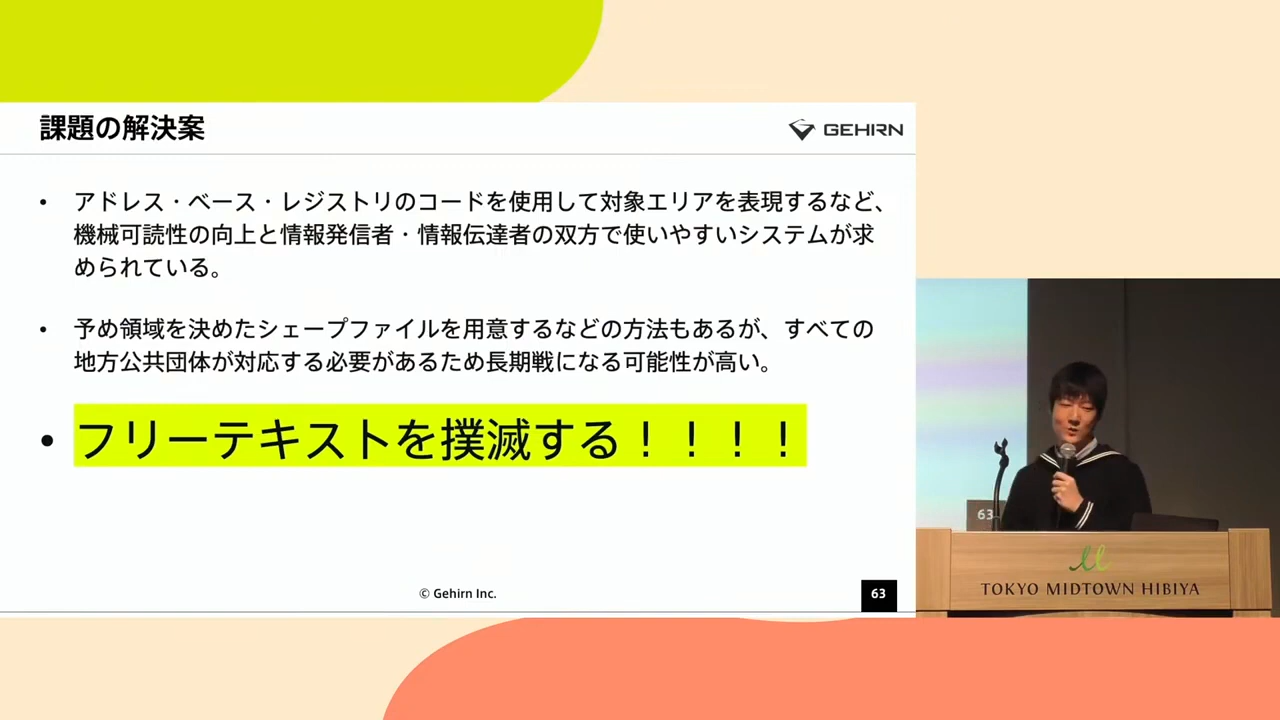 課題の解決案
GEHIRN
• アドレス・ベース・レジストリのコードを使用して対象エリアを表現するなど、
機械可読性の向上と情報発信者・情報伝達者の双方で使いやすいシステムが求
められている。
• 予め領域を決めたシェープファイルを用意するなどの方法もあるが、すべての
地方公共団体が対応する必要があるため長期戦になる可能性が高い。
• フリーテキストを撲滅する！！！！
© Gehirn Inc.
63
63
TOKYO MIDTOWN HIBIYA